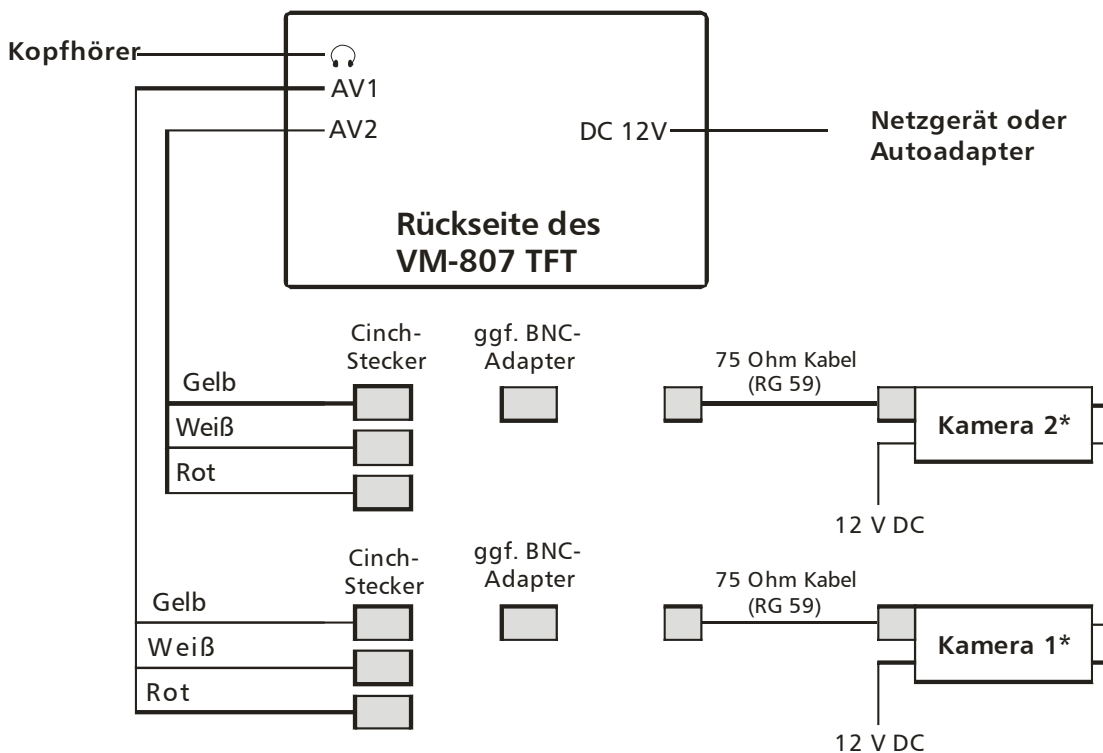 Kopfhörer
AV1
AV2
DC 12V
Netzgerät oder
Autoadapter
Rückseite des
VM-807 TFT
Cinch-
Stecker
ggf. BNC-
Adapter
75 Ohm Kabel
(RG 59)
Gelb
Weiß
Rot
Kamera 2*
12 V DC
Cinch-
Stecker
ggf. BNC-
Adapter
75 Ohm Kabel
(RG 59)
Gelb
Weiß
Rot
Kamera 1*
12 V DC